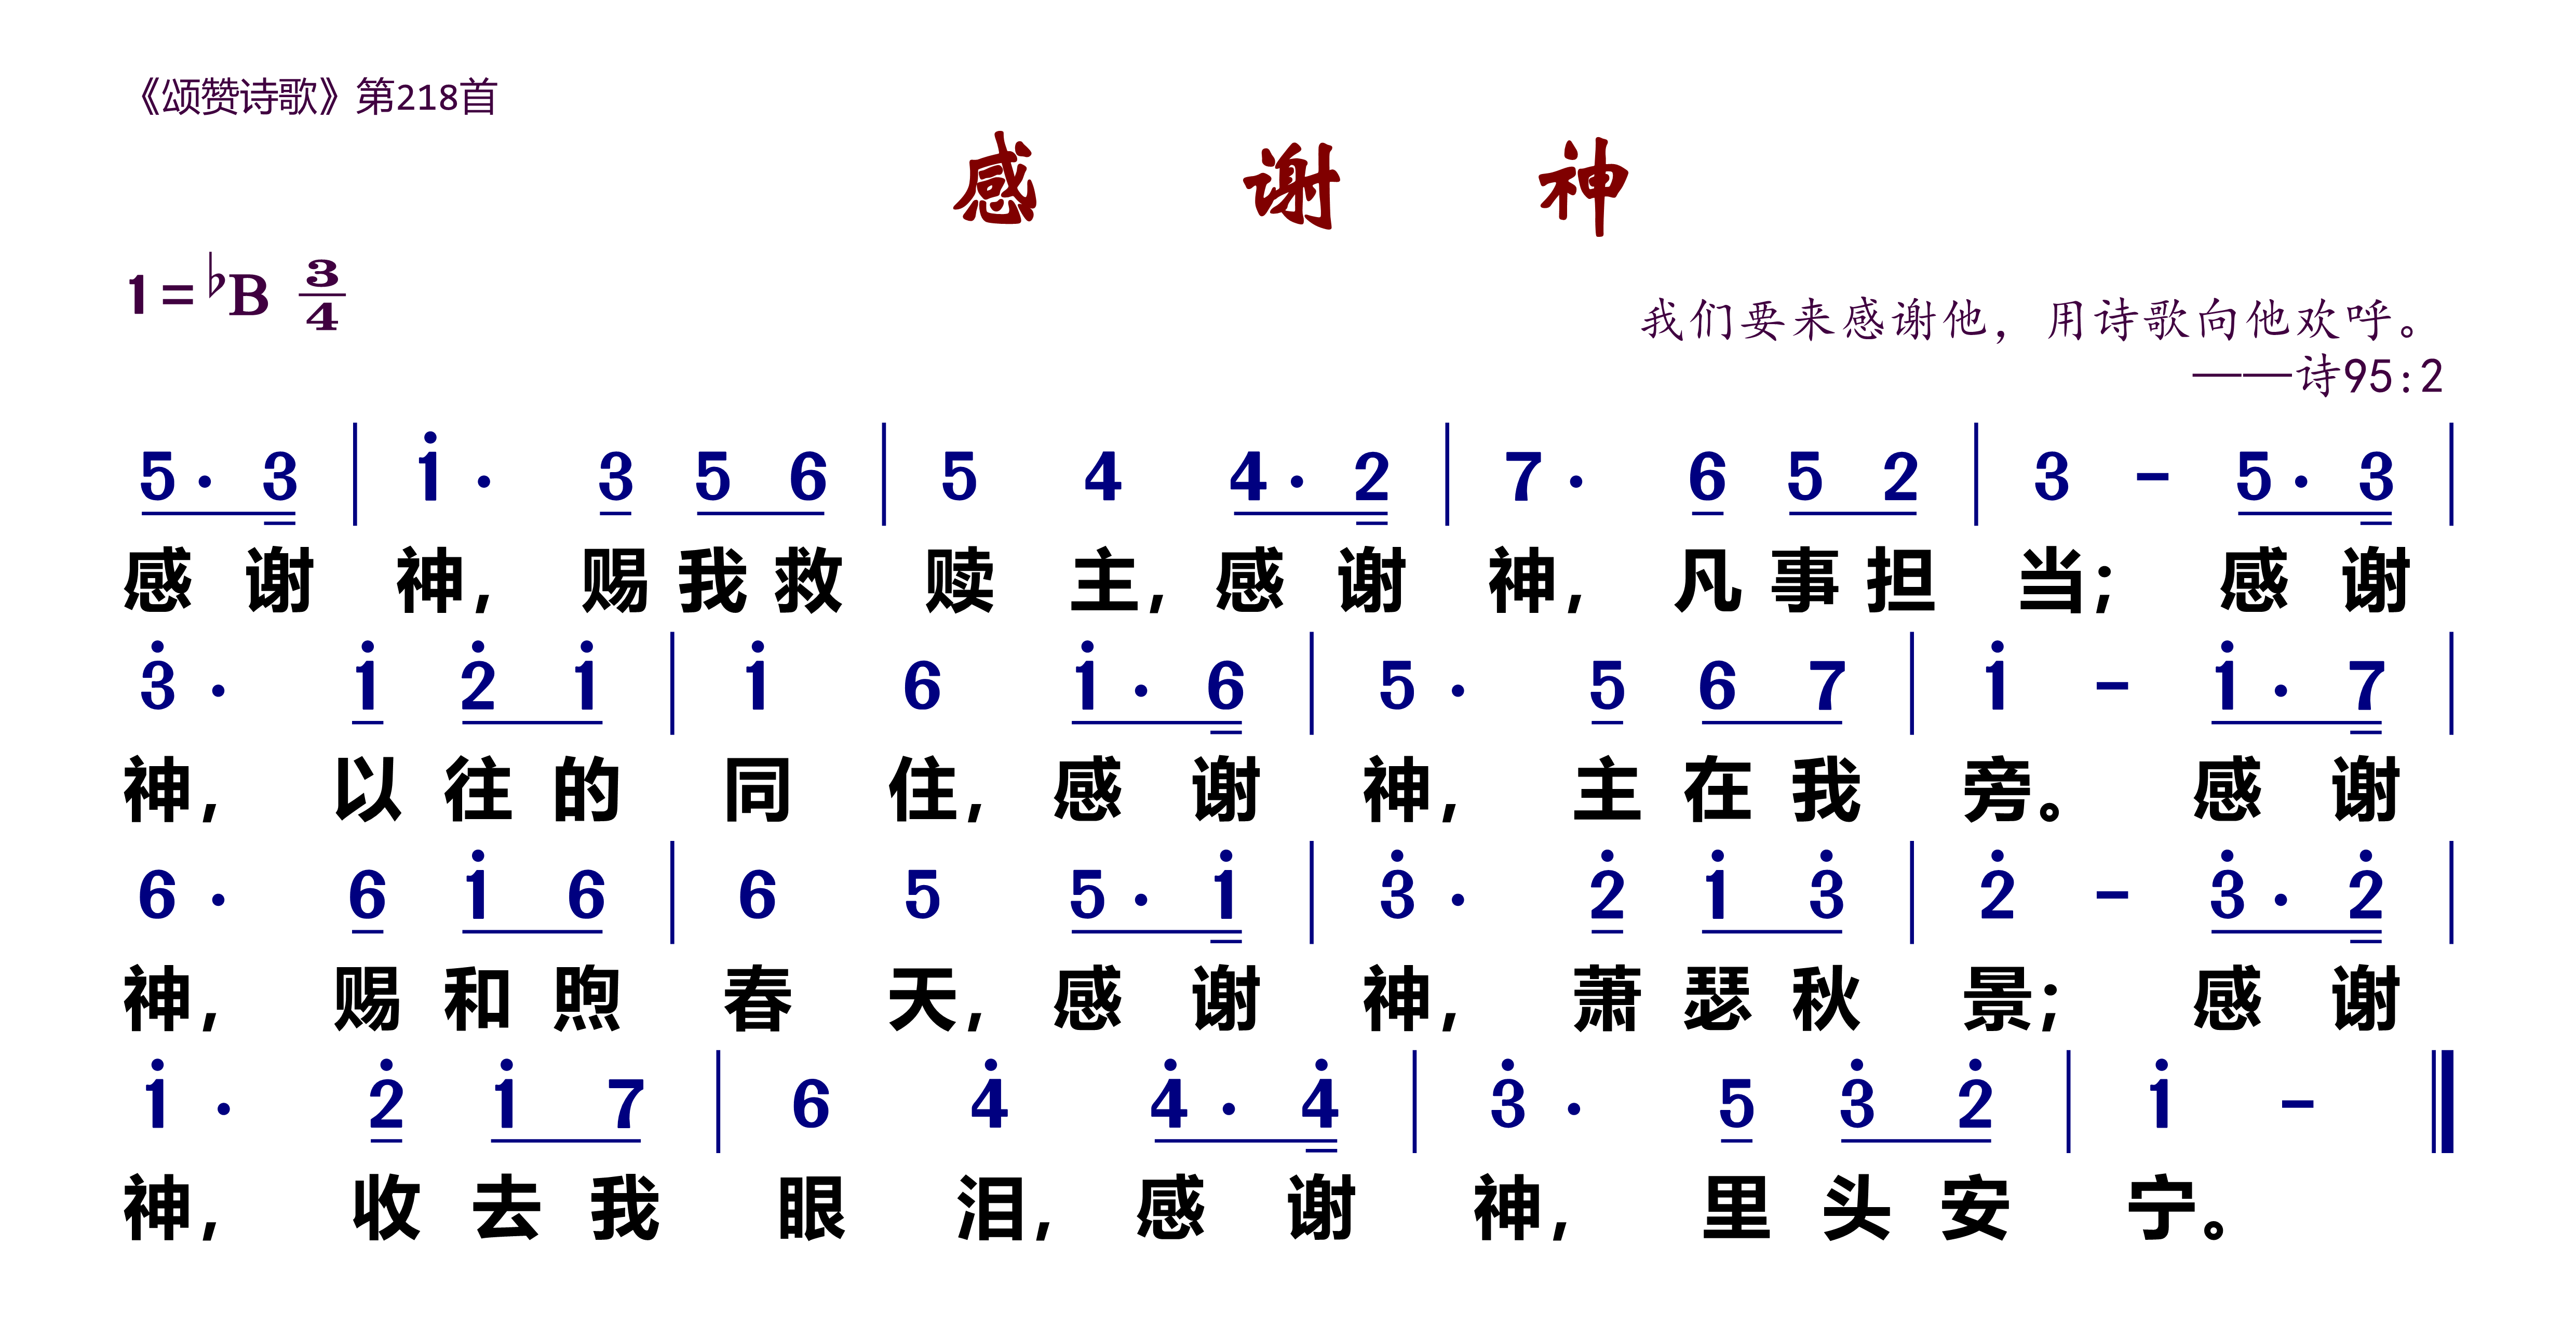 《颂赞诗歌》第218首
感 谢 神
1=♭B 3/4
我们要来感谢他，用诗歌向他欢呼。
——诗95:2
5· 3 | i· 3 5 6 | 5 4 4· 2 | 7· 6 5 2 | 3 - 5· 3 |
感 谢 神， 赐 我 救 赎 主，感 谢 神， 凡 事 担 当； 感 谢
3̇· i 2̇ i | i 6 i· 6 | 5· 5 6 7 | i - i· 7 |
神， 以 往 的 同 住，感 谢 神， 主 在 我 旁。 感 谢
6· 6 i 6 | 6 5 5· i | 3̇· 2̇ i 3̇ | 2̇ - 3̇· 2̇ |
神， 赐 和 煦 春 天，感 谢 神， 萧 瑟 秋 景； 感 谢
i· 2̇ i 7 | 6 4̇ 4̇· 4̇ | 3̇· 5 3̇ 2̇ | i - ‖
神， 收 去 我 眼 泪，感 谢 神， 里 头 安 宁。